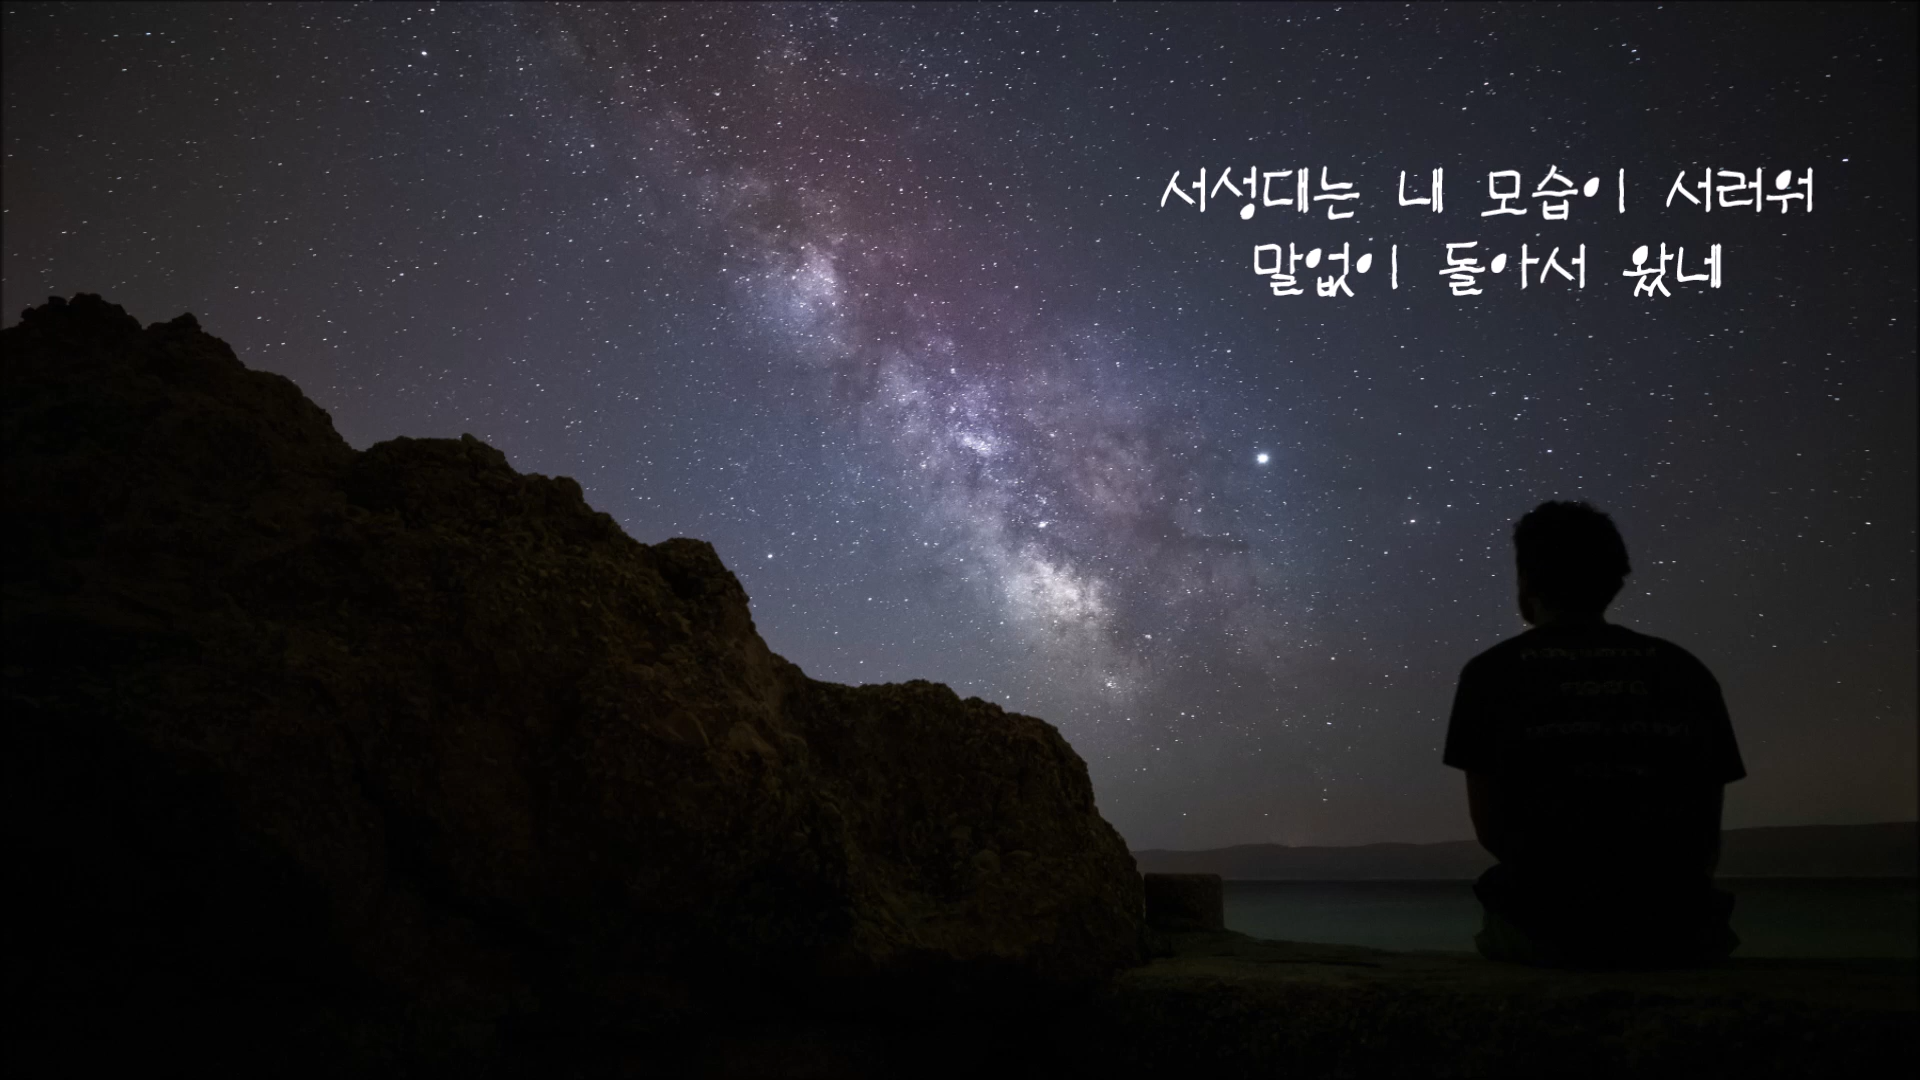 서성대는 내 모습이 서러워
말없이 돌아서 왔네